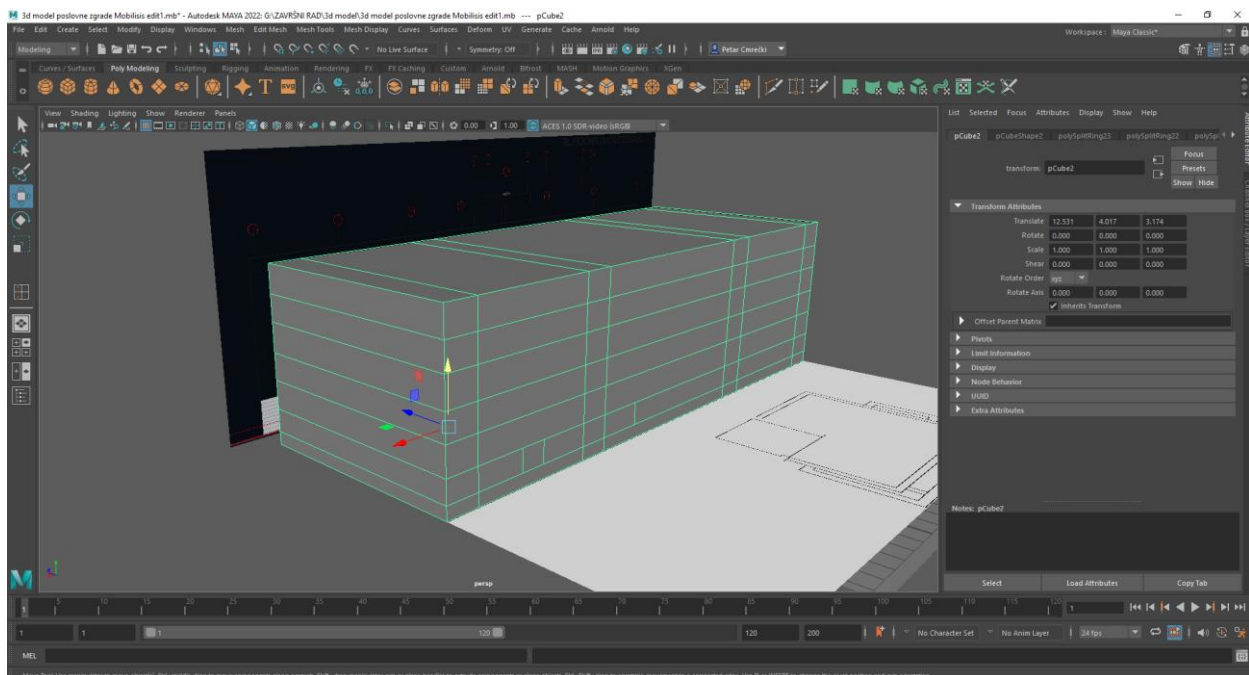 3d model poslovne zgrade Mobilisis edit1.mb* - Autodesk MAYA 2022: G:\ZAVRŠNI RAD\3d model\3d model poslovne zgrade Mobilisis edit1.mb --- pCube2
File Edit Create Select Modify Display Windows Mesh Edit Mesh Mesh Tools Mesh Display Curves Surfaces Deform UV Generate Cache Arnold Help
Workspace: Maya Classic*
Modeling No Live Surface Symmetry: Off Petar Cmrečki
Curves / Surfaces Poly Modeling Sculpting Rigging Animation Rendering FX FX Caching Custom Arnold Bifrost MASH Motion Graphics XGen
View Shading Lighting Show Renderer Panels
0.00 1.00 ACES 1.0 SDR-video (sRGB)
persp
List Selected Focus Attributes Display Show Help
pCube2 pCubeShape2 polySplitRing23 polySplitRing22 polySpl
Focus
transform: pCube2 Presets
Show Hide
Transform Attributes
Translate 12.531 4.017 3.174
Rotate 0.000 0.000 0.000
Scale 1.000 1.000 1.000
Shear 0.000 0.000 0.000
Rotate Order xyz
Rotate Axis 0.000 0.000 0.000
Inherits Transform
Offset Parent Matrix
Pivots
Limit Information
Display
Node Behavior
UUID
Extra Attributes
Notes: pCube2
Select Load Attributes Copy Tab
5 10 15 20 25 30 35 40 45 50 55 60 65 70 75 80 85 90 95 100 105 110 115 120 1
1 1 1 120 120 200 No Character Set No Anim Layer 24 fps
MEL